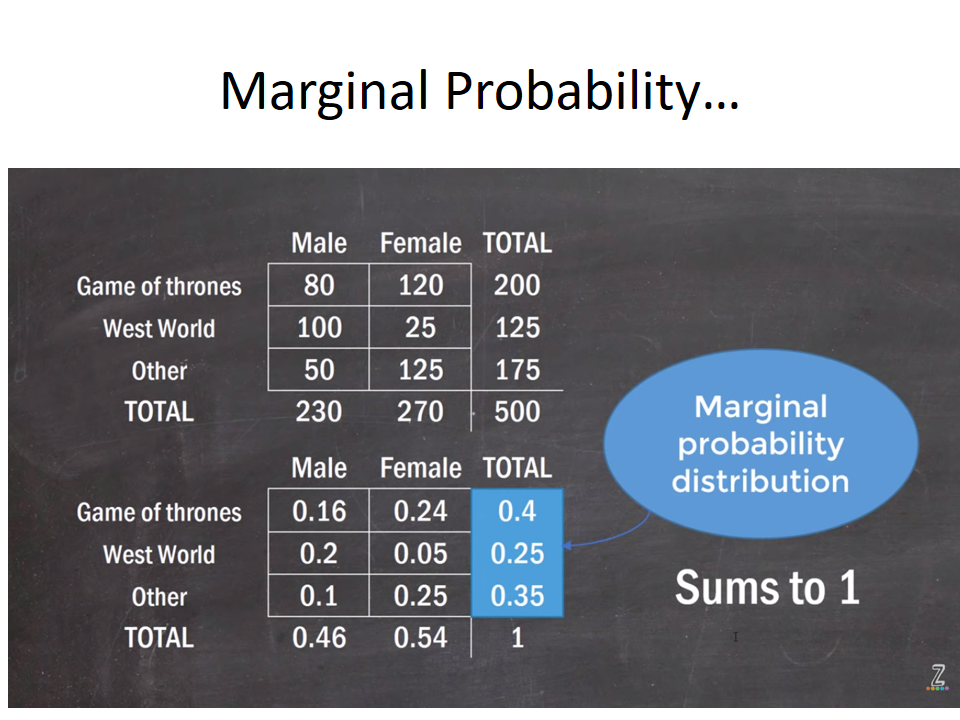 Marginal Probability...
Male Female TOTAL
Game of thrones 80 120 200
West World 100 25 125
Other 50 125 175
TOTAL 230 270 500
Male Female TOTAL
Game of thrones 0.16 0.24 0.4
West World 0.2 0.05 0.25
Other 0.1 0.25 0.35
TOTAL 0.46 0.54 1
Marginal
probability
distribution
Sums to 1
Z